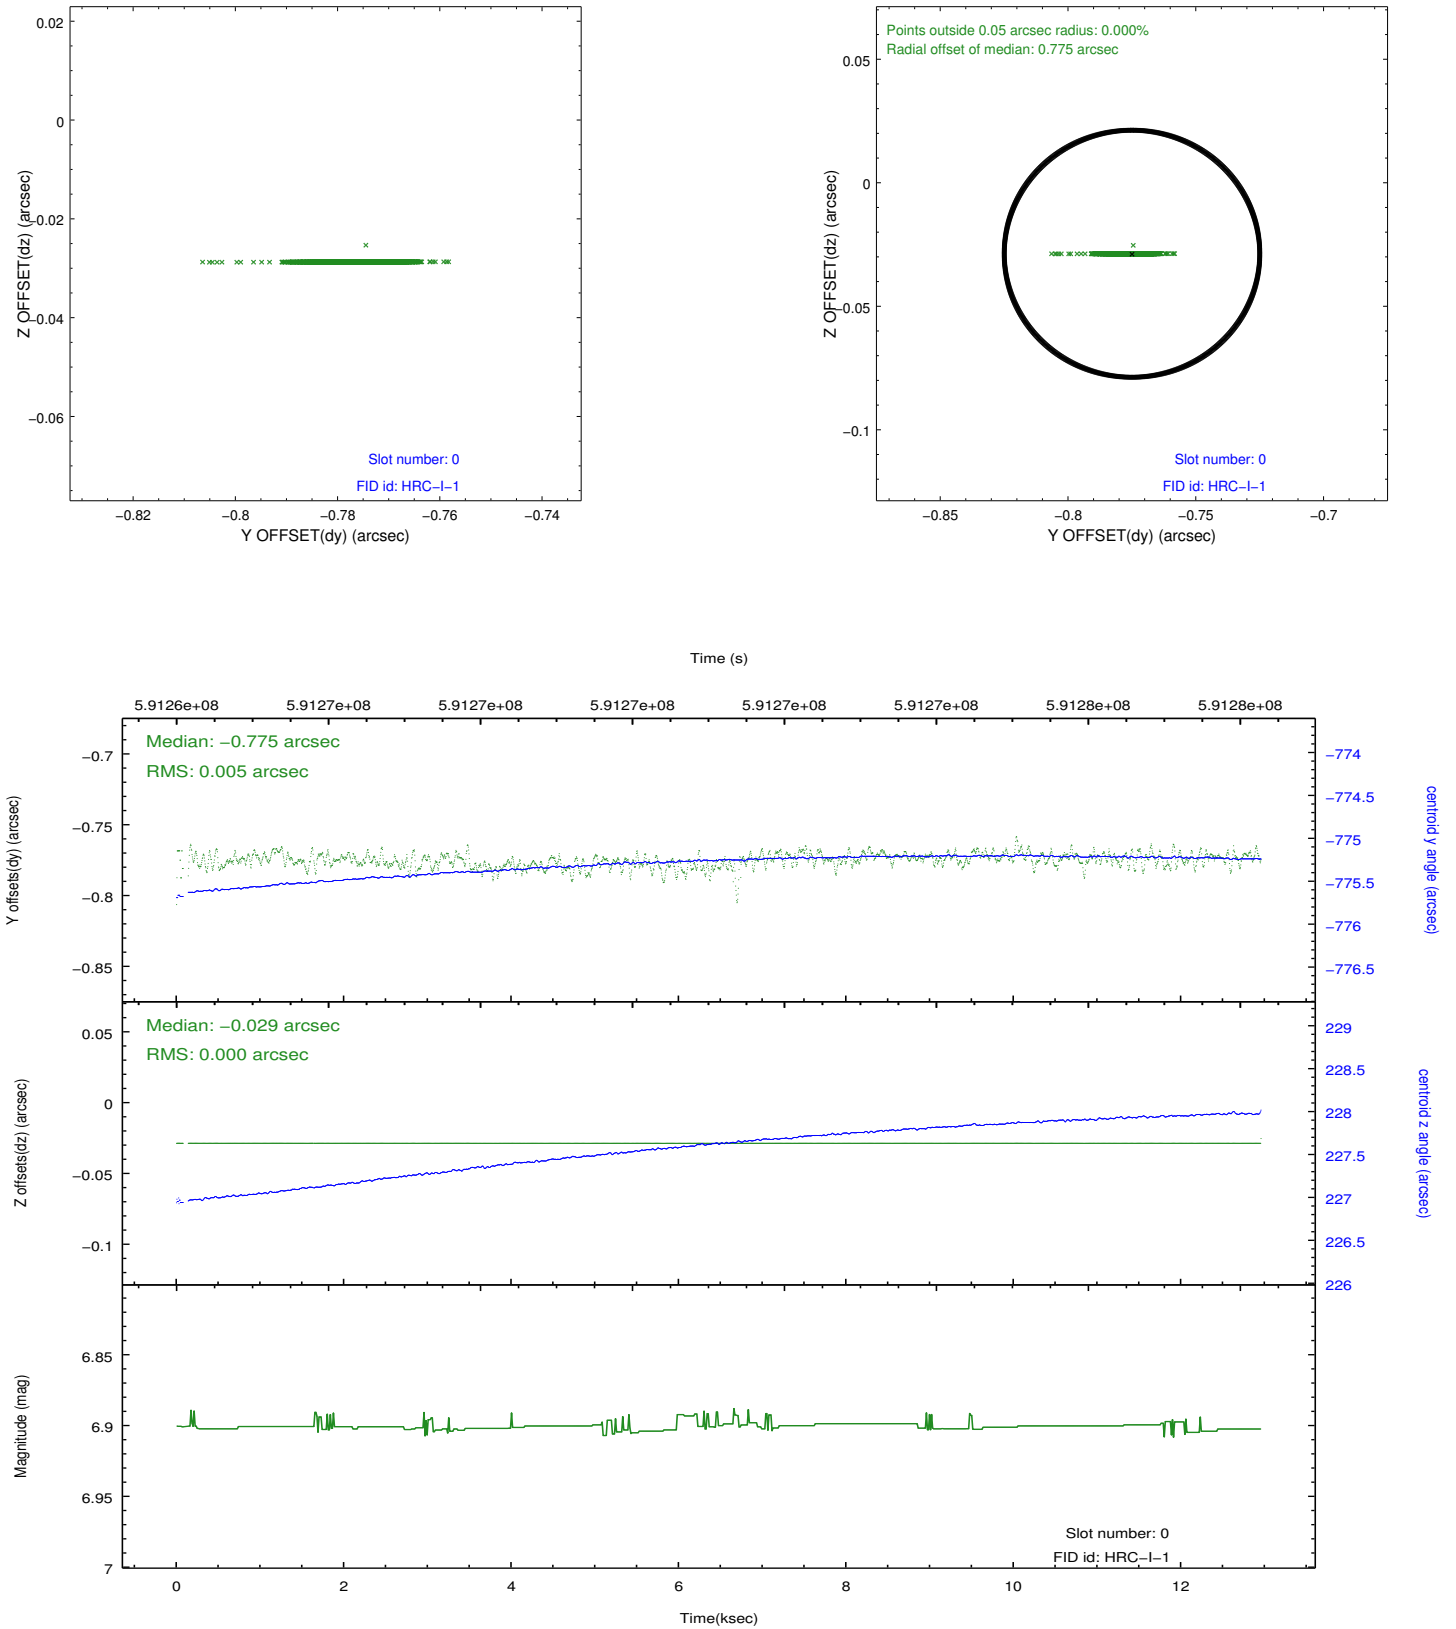 0.02
0
−0.02
−0.04
−0.06
Z OFFSET(dz) (arcsec)
Slot number: 0
FID id: HRC−I−1
−0.82
−0.8
−0.78
−0.76
−0.74
Y OFFSET(dy) (arcsec)
Points outside 0.05 arcsec radius: 0.000%
Radial offset of median: 0.775 arcsec
0.05
0
−0.05
−0.1
Z OFFSET(dz) (arcsec)
Slot number: 0
FID id: HRC−I−1
−0.85
−0.8
−0.75
−0.7
Y OFFSET(dy) (arcsec)
Time (s)
5.9126e+08
5.9127e+08
5.9127e+08
5.9127e+08
5.9127e+08
5.9127e+08
5.9128e+08
5.9128e+08
Median: −0.775 arcsec
RMS: 0.005 arcsec
−0.7
−0.75
−0.8
−0.85
Y offsets(dy) (arcsec)
−774
−774.5
−775
−775.5
−776
−776.5
centroid y angle (arcsec)
Median: −0.029 arcsec
RMS: 0.000 arcsec
0.05
0
−0.05
−0.1
Z offsets(dz) (arcsec)
229
228.5
228
227.5
227
226.5
226
centroid z angle (arcsec)
6.85
6.9
6.95
7
Magnitude (mag)
Slot number: 0
FID id: HRC−I−1
0
2
4
6
8
10
12
Time(ksec)